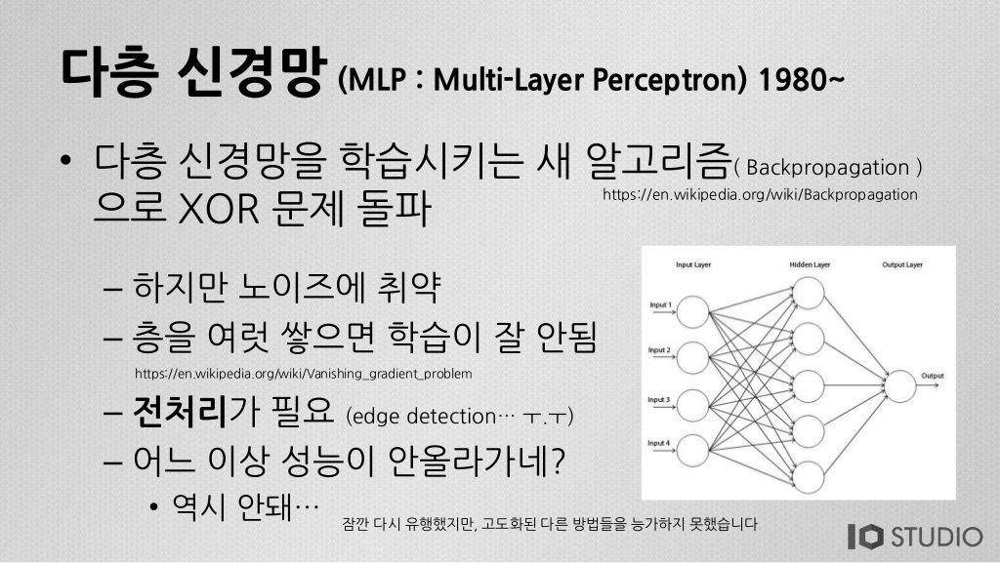 다층 신경망 (MLP : Multi-Layer Perceptron) 1980~
• 다층 신경망을 학습시키는 새 알고리즘( Backpropagation )
https://en.wikipedia.org/wiki/Backpropagation
으로 XOR 문제 돌파
– 하지만 노이즈에 취약
– 층을 여럿 쌓으면 학습이 잘 안됨
https://en.wikipedia.org/wiki/Vanishing_gradient_problem
– 전처리가 필요 (edge detection… ㅜ.ㅜ)
– 어느 이상 성능이 안올라가네?
• 역시 안돼…
잠깐 다시 유행했지만, 고도화된 다른 방법들을 능가하지 못했습니다
Input Layer Hidden Layer Output Layer
Input 1
Input 2
Output
Input 3
Input 4
IO STUDIO